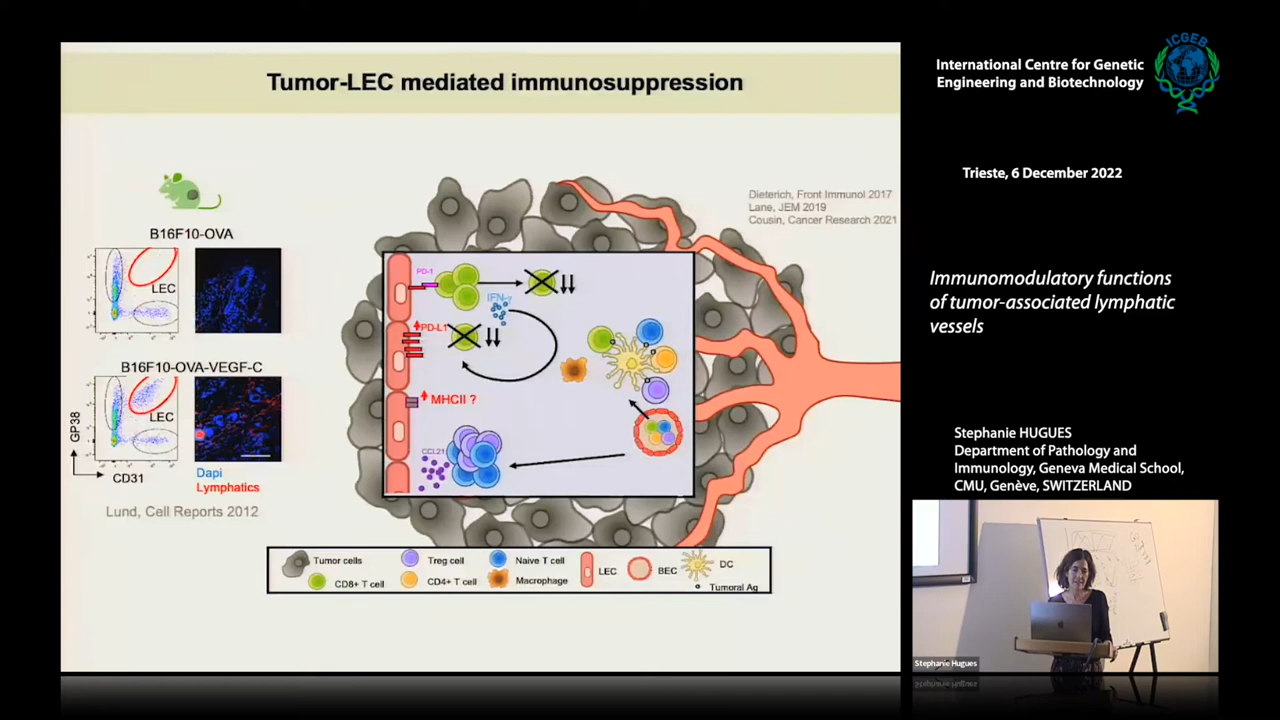 Tumor-LEC mediated immunosuppression
B16F10-OVA
LEC
B16F10-OVA-VEGF-C
LEC
GP38
CD31
Dapi
Lymphatics
Lund, Cell Reports 2012
Dieterich, Front Immunol 2017
Lane, JEM 2019
Cousin, Cancer Research 2021
PD-1
IFN-γ
PD-L1
MHCII ?
CCL21
Tumor cells
Treg cell
Naive T cell
LEC
BEC
DC
CD8+ T cell
CD4+ T cell
Macrophage
Tumoral Ag
International Centre for Genetic
Engineering and Biotechnology
ICGEB
Trieste, 6 December 2022
Immunomodulatory functions
of tumor-associated lymphatic
vessels
Stephanie HUGUES
Department of Pathology and
Immunology, Geneva Medical School,
CMU, Genève, SWITZERLAND
Stephanie Hugues